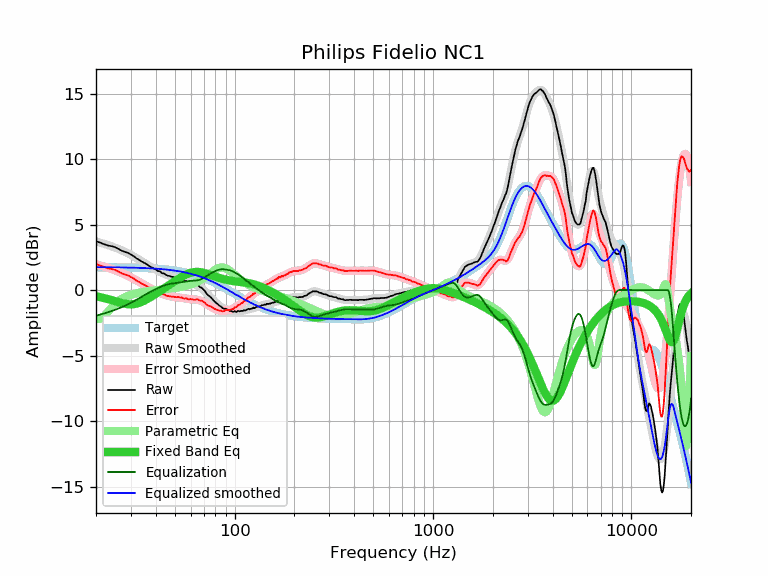 Philips Fidelio NC1
Amplitude (dBr)
15
10
5
0
−5
−10
−15
Target
Raw Smoothed
Error Smoothed
Raw
Error
Parametric Eq
Fixed Band Eq
Equalization
Equalized smoothed
100
1000
10000
Frequency (Hz)